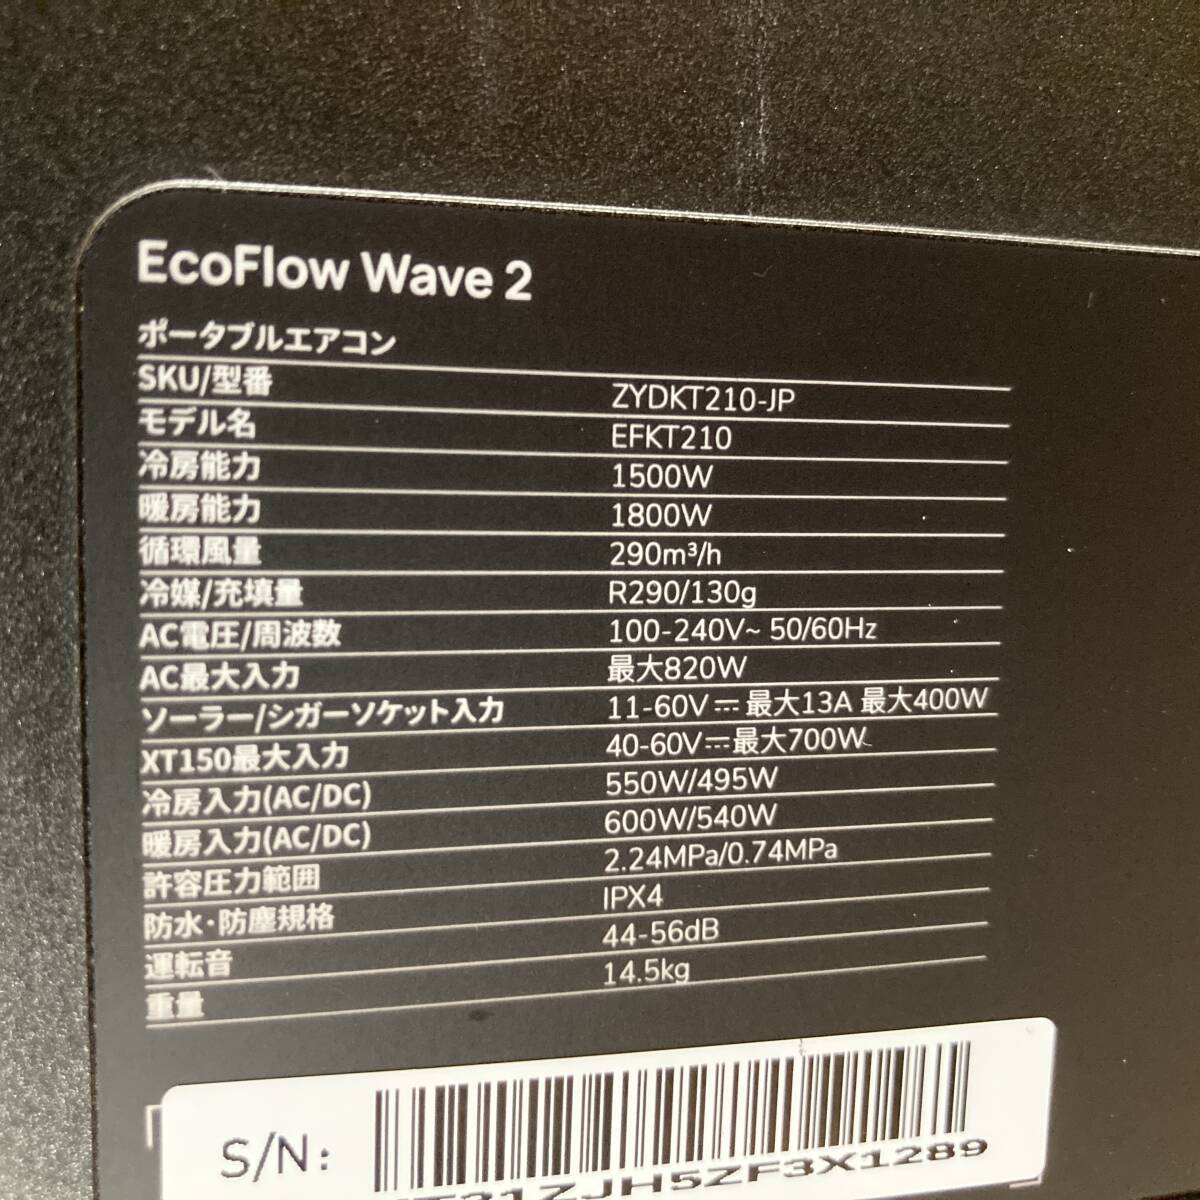 EcoFlow Wave 2
ポータブルエアコン
SKU/型番 ZYDKT210-JP
モデル名 EFKT210
冷房能力 1500W
暖房能力 1800W
循環風量 290m³/h
冷媒/充填量 R290/130g
AC電圧/周波数 100-240V~ 50/60Hz
AC最大入力 最大820W
ソーラー/シガーソケット入力 11-60V⎓最大13A 最大400W
XT150最大入力 40-60V⎓最大700W
冷房入力(AC/DC) 550W/495W
暖房入力(AC/DC) 600W/540W
許容圧力範囲 2.24MPa/0.74MPa
防水・防塵規格 IPX4
運転音 44-56dB
重量 14.5kg
S/N: